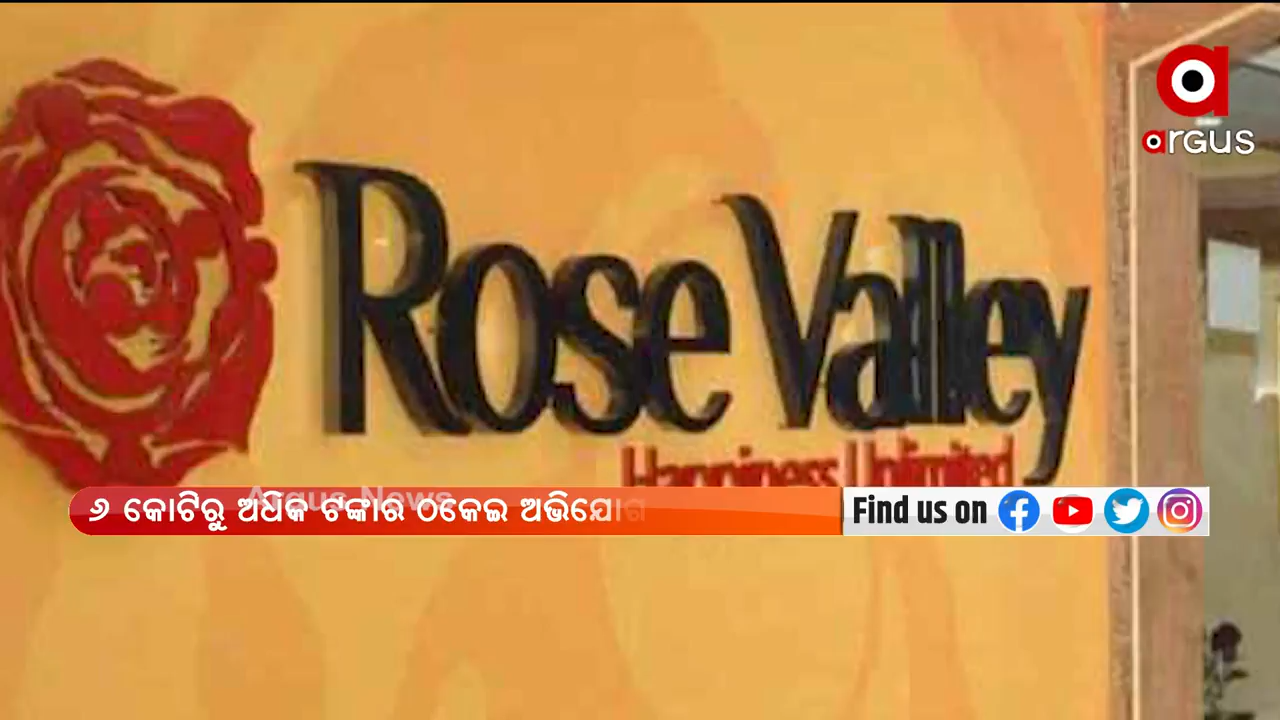 argus
Rose Valley
Happiness Unlimited
Argus News
୬ କୋଟିରୁ ଅଧିକ ଟଙ୍କାର ଠକେଇ ଅଭିଯୋଗ
Find us on